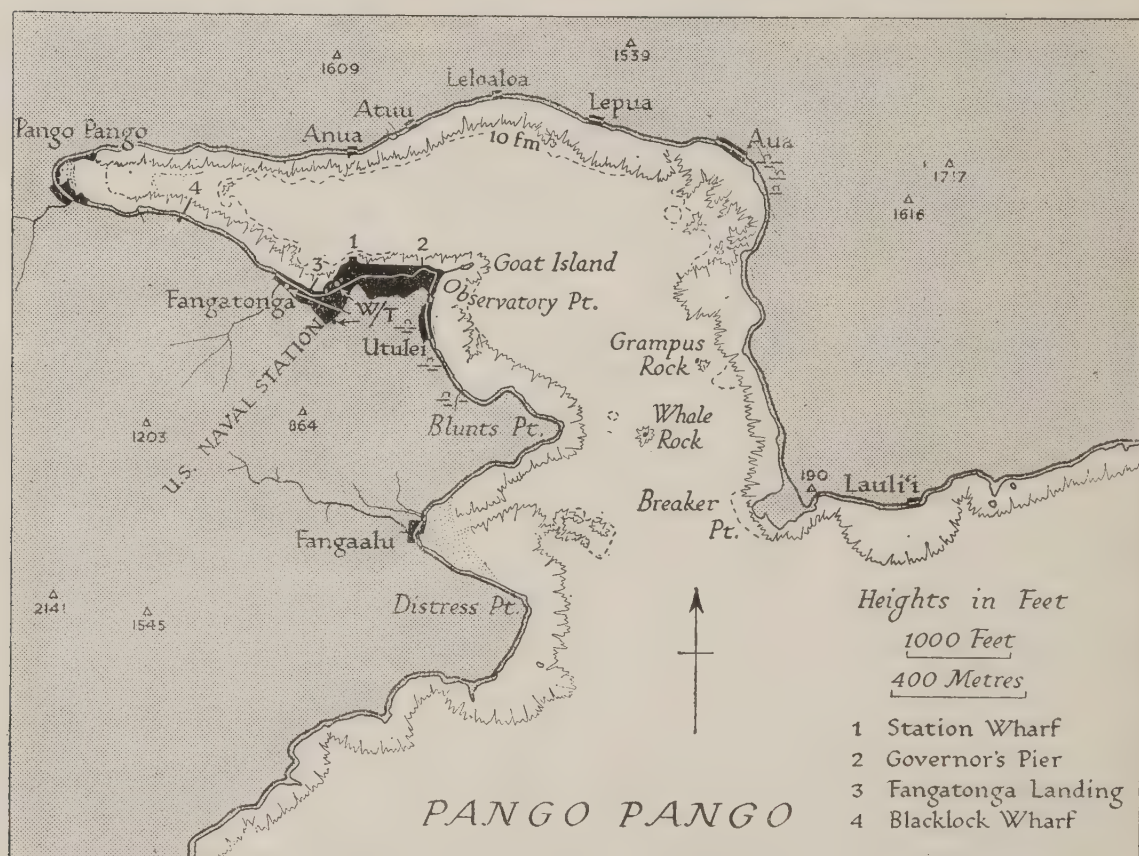 1609
1539
Leloaloa
Atuu
Lepua
Pango Pango
Anua
10 fm
Aua
1717
1616
4
1
2
3
Goat Island
Fangatonga
Observatory Pt.
W/T
Utulei
Grampus
Rock
U.S. NAVAL STATION
1203
864
Blunts Pt.
Whale
Rock
190
Lauli'i
Breaker
Pt.
Fangaalu
2141
1545
Distress Pt.
Heights in Feet
1000 Feet
400 Metres
1 Station Wharf
2 Governor's Pier
3 Fangatonga Landing
4 Blacklock Wharf
PANGO PANGO